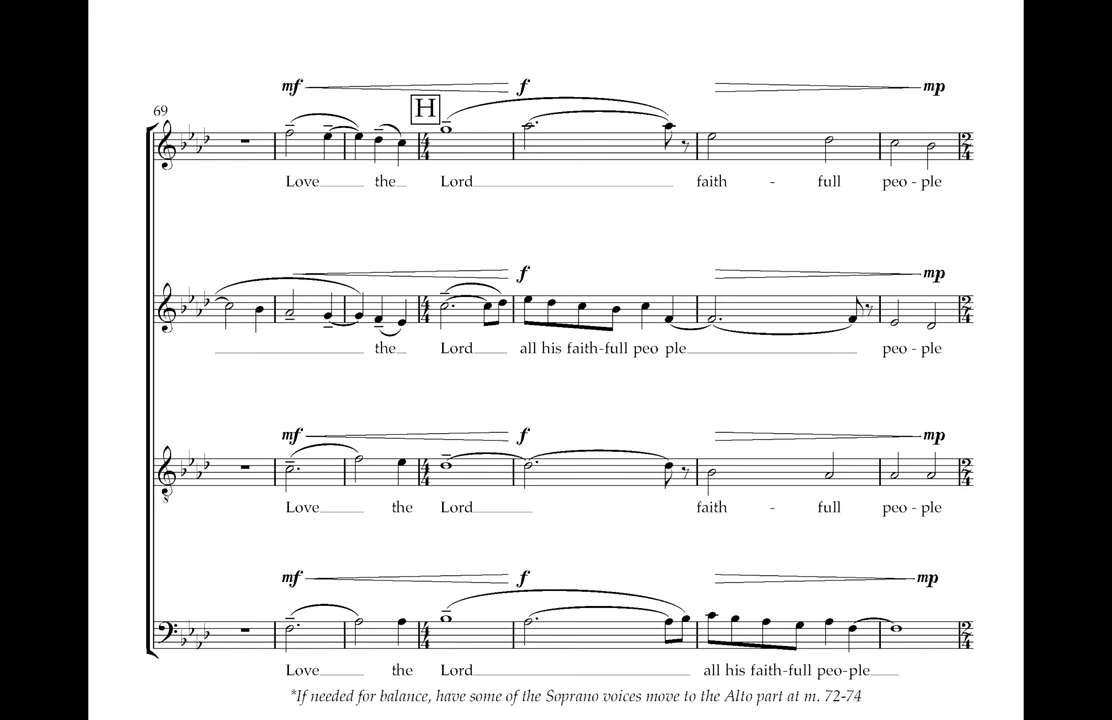 mf f mp
69 H
Love the Lord faith - full peo - ple
f mp
the Lord all his faith-full peo ple peo - ple
mf f mp
Love the Lord faith - full peo - ple
8
mf f mp
Love the Lord all his faith-full peo-ple
*If needed for balance, have some of the Soprano voices move to the Alto part at m. 72-74